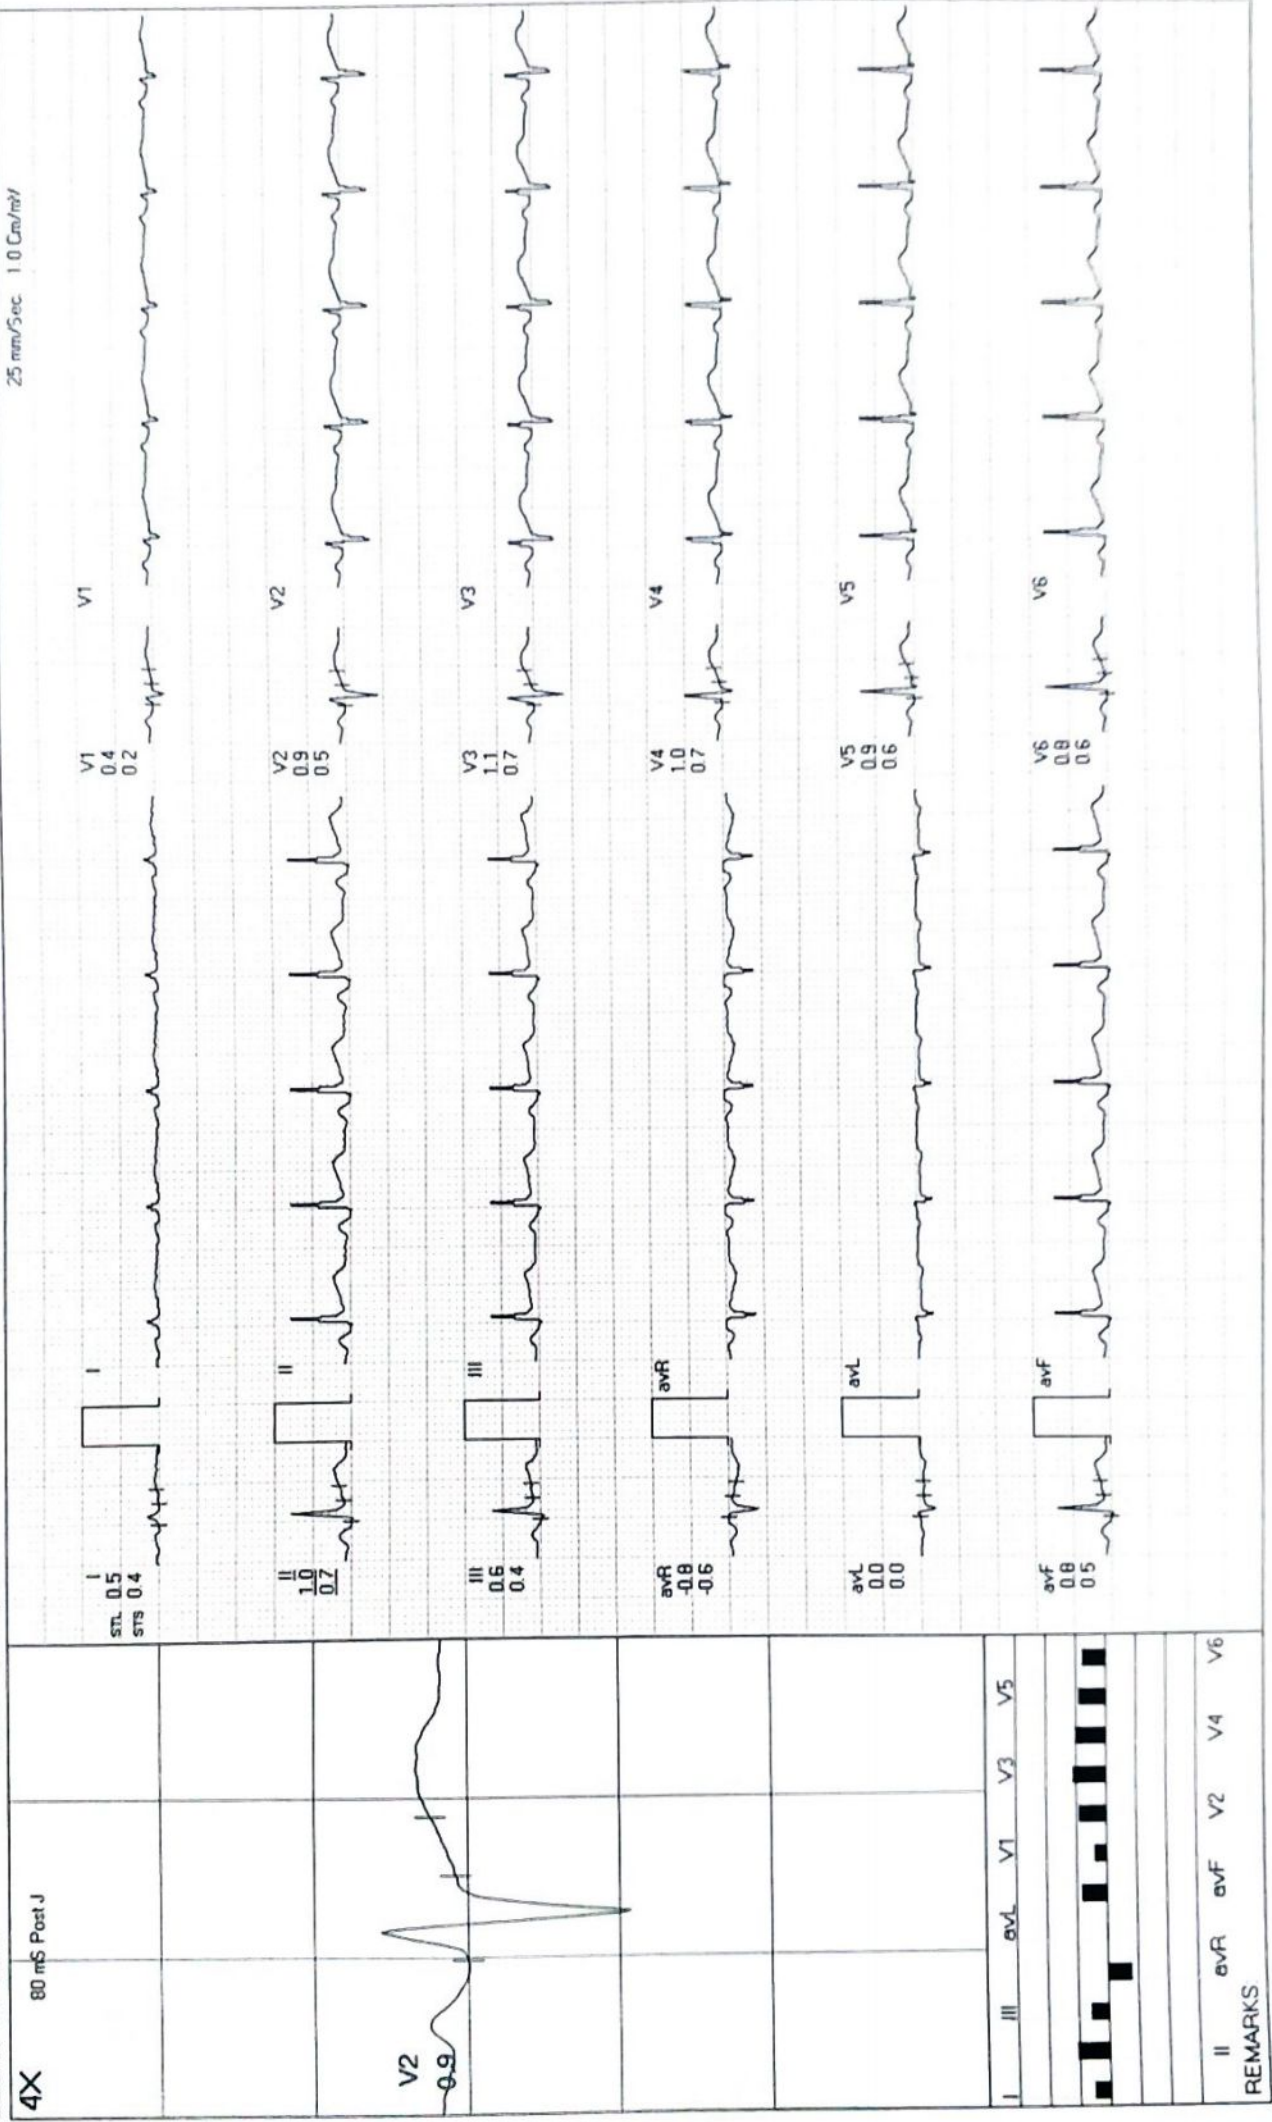 4X
80 mS Post J
25 mm/Sec. 1.0 Cm/mV
V2
0.9
I
STL 0.5
STS 0.4
I
V1
0.4
0.2
V1
II
1.0
0.7
II
V2
0.9
0.5
V2
III
0.6
0.4
III
V3
1.1
0.7
V3
avR
-0.8
-0.6
avR
V4
1.0
0.7
V4
avL
0.0
0.0
avL
V5
0.9
0.6
V5
avF
0.8
0.5
avF
V6
0.8
0.6
V6
I III avL V1 V3 V5
II avR avF V2 V4 V6
REMARKS: